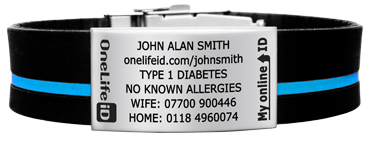 OneLife iD
JOHN ALAN SMITH
onelifeid.com/johnsmith
TYPE 1 DIABETES
NO KNOWN ALLERGIES
WIFE: 07700 900446
HOME: 0118 4960074
My online ID